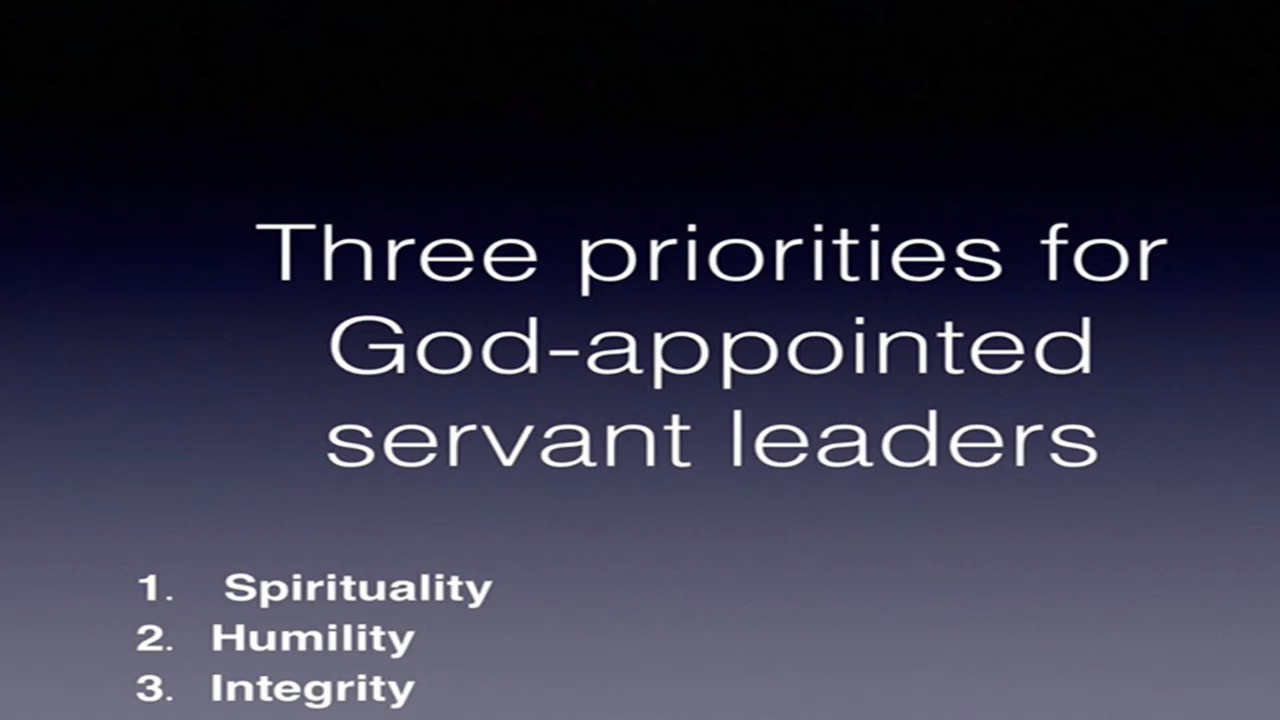 Three priorities for
God-appointed
servant leaders
1. Spirituality
2. Humility
3. Integrity